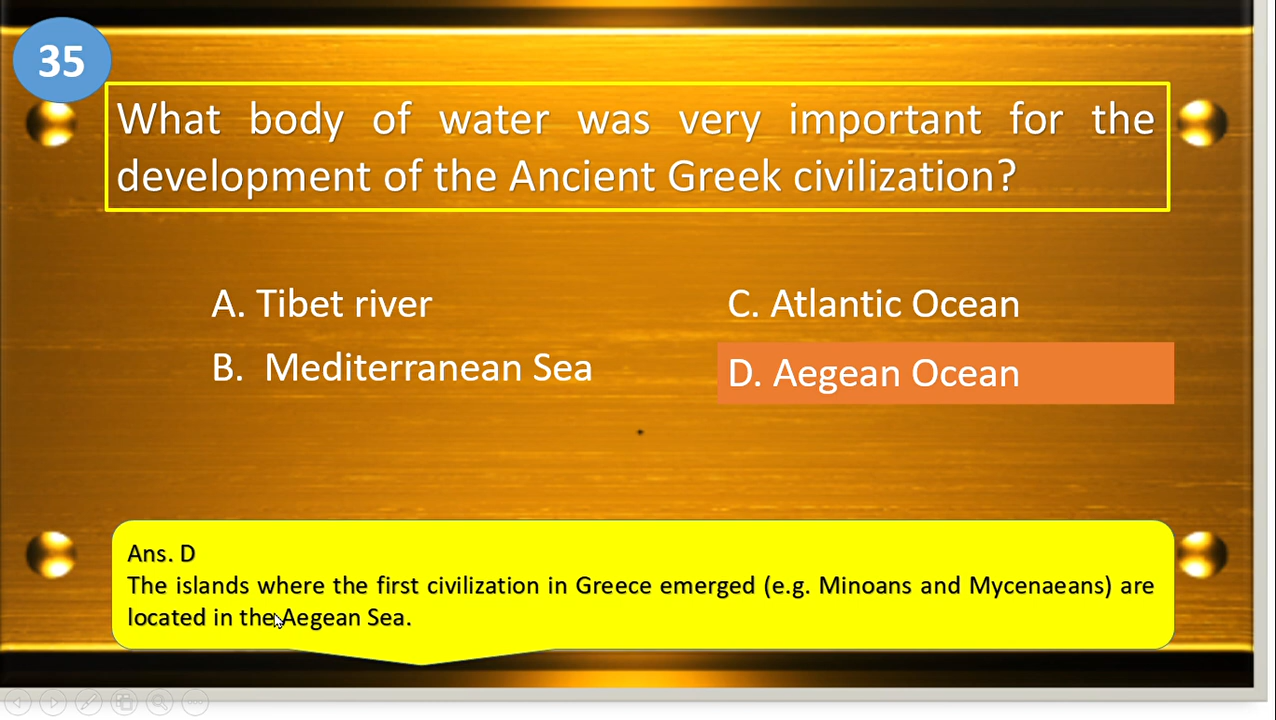 35
What body of water was very important for the
development of the Ancient Greek civilization?
A. Tibet river
B. Mediterranean Sea
C. Atlantic Ocean
D. Aegean Ocean
Ans. D
The islands where the first civilization in Greece emerged (e.g. Minoans and Mycenaeans) are
located in the Aegean Sea.